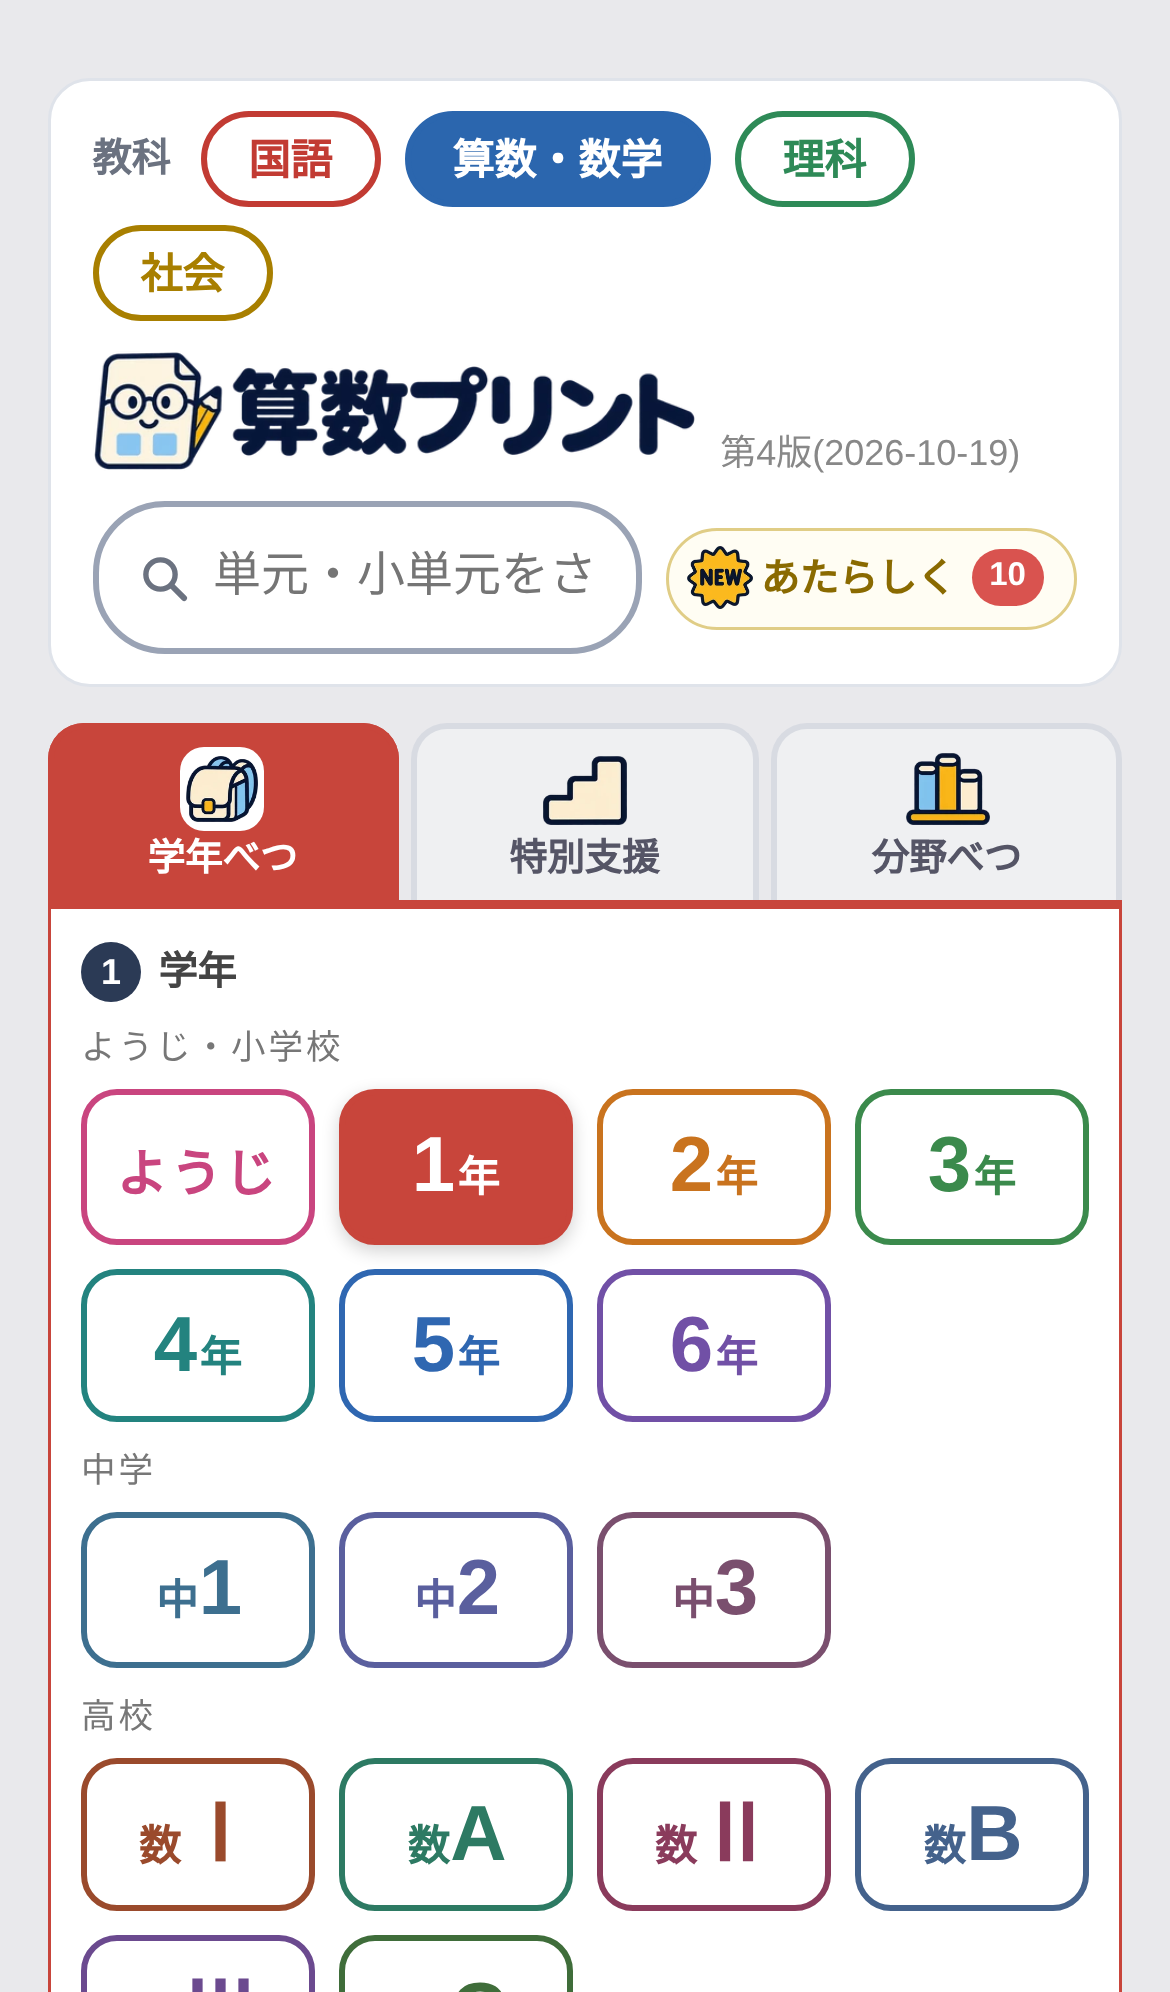 教科 国語 算数・数学 理科
社会
算数プリント 第4版(2026-10-19)
単元・小単元をさ NEW あたらしく 10
学年べつ 特別支援 分野べつ
1 学年
ようじ・小学校
ようじ 1年 2年 3年
4年 5年 6年
中学
中1 中2 中3
高校
数Ⅰ 数A 数Ⅱ 数B